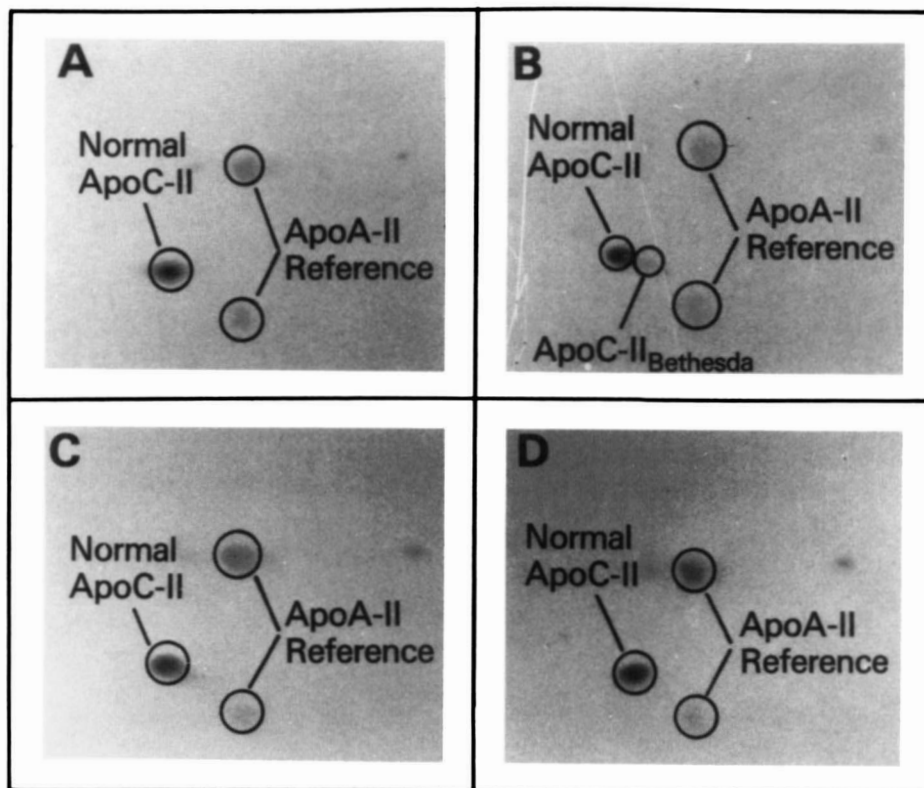 A
Normal
ApoC-II
ApoA-II
Reference
B
Normal
ApoC-II
ApoA-II
Reference
ApoC-IIBethesda
C
Normal
ApoC-II
ApoA-II
Reference
D
Normal
ApoC-II
ApoA-II
Reference